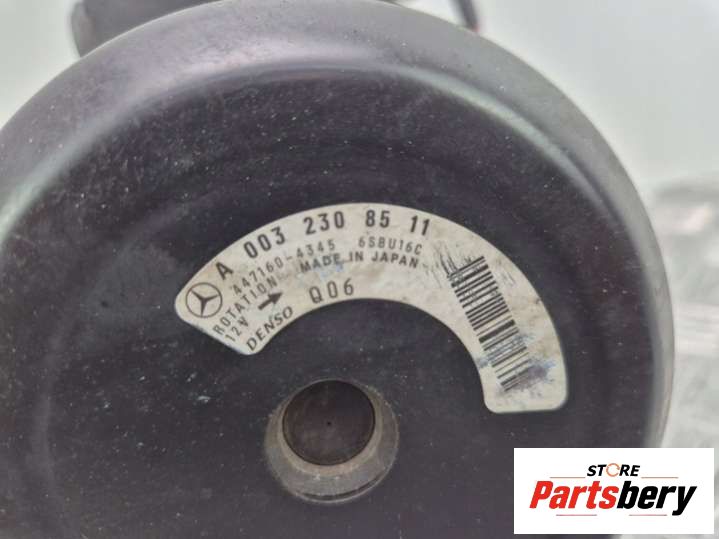 A 003 230 85 11
447160-4345 6SBU16C
ROTATION → MADE IN JAPAN
12V DENSO Q06
STORE
Partsbery